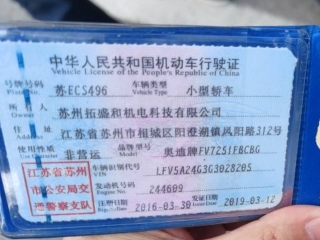 中华人民共和国机动车行驶证
Vehicle License of the People's Republic of China
号牌号码 苏ECS496 车辆类型 小型轿车
Plate No. Vehicle Type
所有人 苏州拓盛和机电科技有限公司
Owner
住址 江苏省苏州市相城区阳澄湖镇凤阳路312号
Address
使用性质 非营运 品牌型号 奥迪牌FV7251FBCBG
江苏省苏州市公安局交通警察支队
车辆识别代号 LFV5A24G3G3028205
VIN
发动机号码 Z44609
Engine No.
注册日期 2016-03-30 发证日期 2019-03-12
Register Date Issue Date